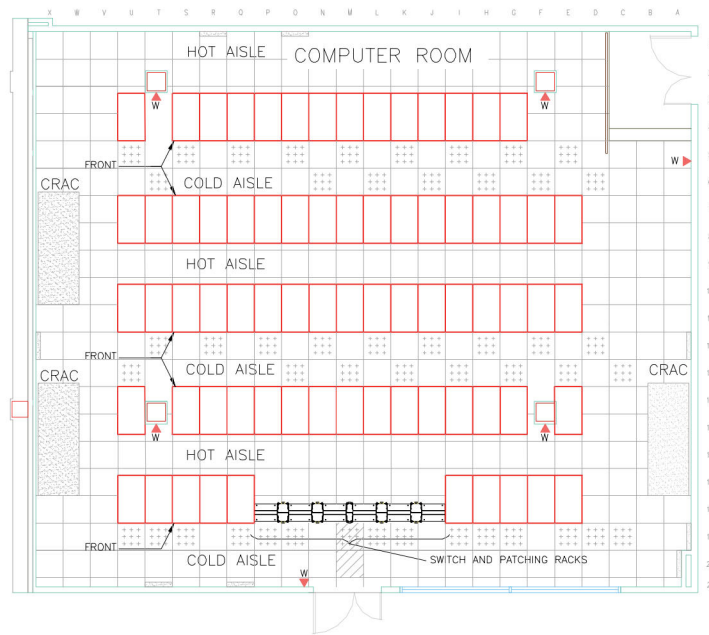 X W V U T S R Q P O N M L K J I H G F E D C B A
HOT AISLE
COMPUTER ROOM
W
W
W
FRONT
CRAC
COLD AISLE
HOT AISLE
FRONT
CRAC
COLD AISLE
CRAC
W
W
HOT AISLE
FRONT
COLD AISLE
SWITCH AND PATCHING RACKS
W